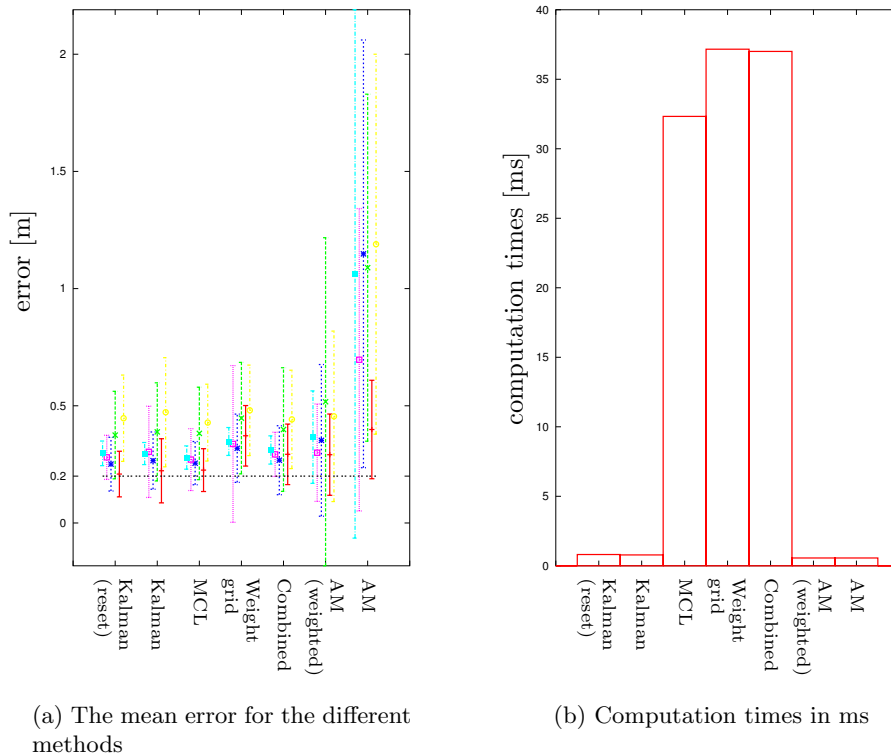 2
1.5
1
0.5
0.2
0
error [m]
Kalman
(reset)
Kalman
MCL
Weight
grid
Combined
AM
(weighted)
AM
(a) The mean error for the different
methods
40
35
30
25
20
15
10
5
0
computation times [ms]
Kalman
(reset)
Kalman
MCL
Weight
grid
Combined
AM
(weighted)
AM
(b) Computation times in ms